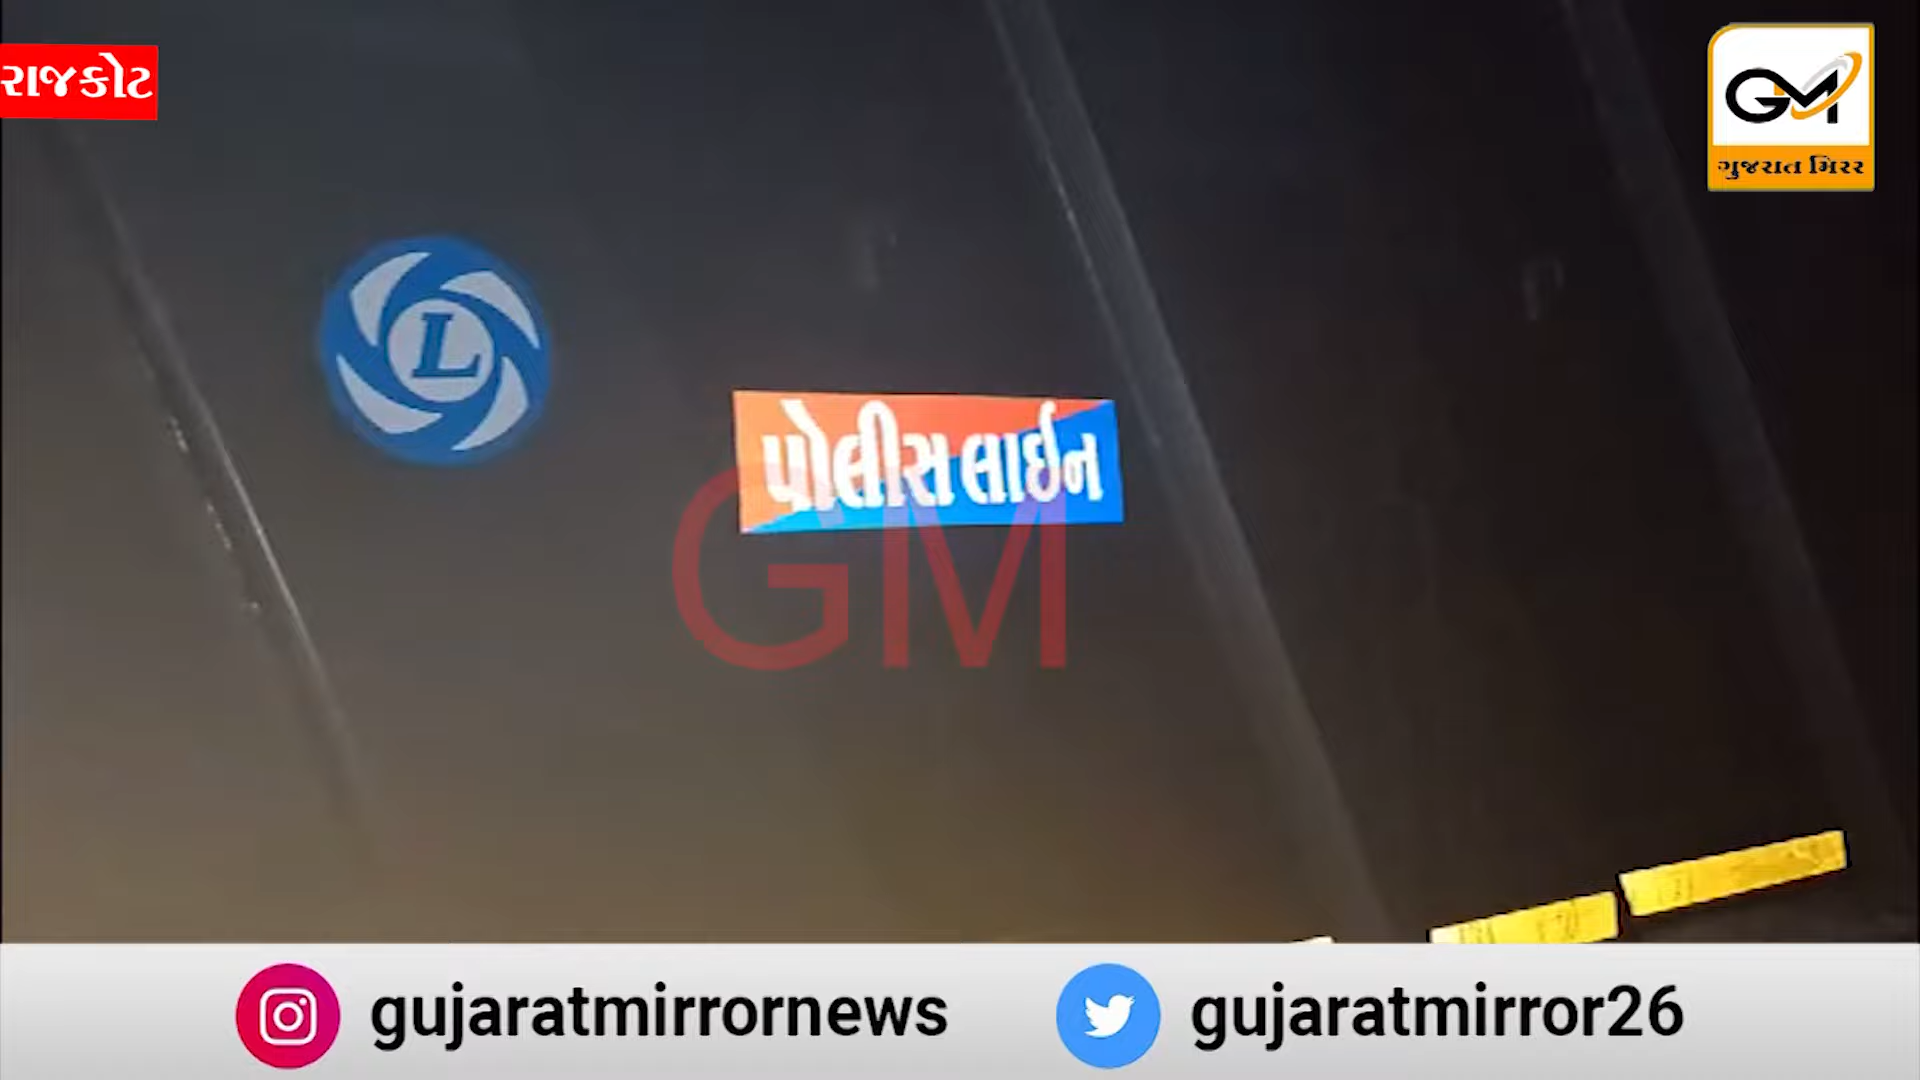 રાજકોટ
GM
ગુજરાત મિરર
L
પોલીસ લાઈન
GM
gujaratmirrornews
gujaratmirror26